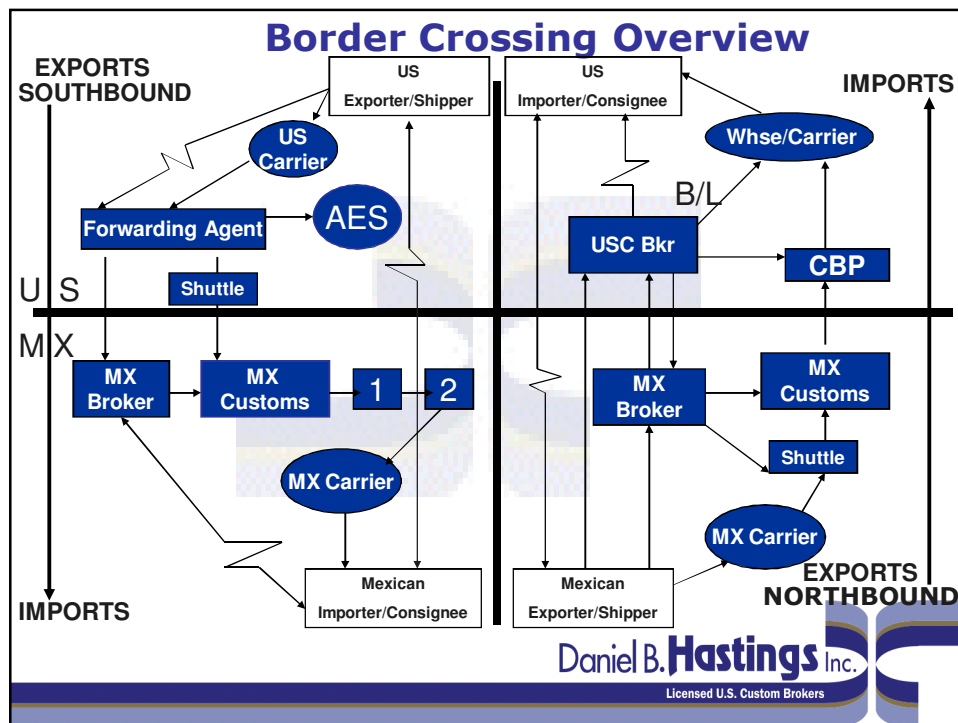 Border Crossing Overview
EXPORTS
SOUTHBOUND
US
Exporter/Shipper
US
Carrier
Forwarding Agent
AES
Shuttle
U S
M X
MX
Broker
MX
Customs
1
2
MX Carrier
Mexican
Importer/Consignee
IMPORTS
US
Importer/Consignee
IMPORTS
Whse/Carrier
B/L
USC Bkr
CBP
MX
Broker
MX
Customs
Shuttle
MX Carrier
Mexican
Exporter/Shipper
EXPORTS
NORTHBOUND
Daniel B. Hastings Inc.
Licensed U.S. Custom Brokers